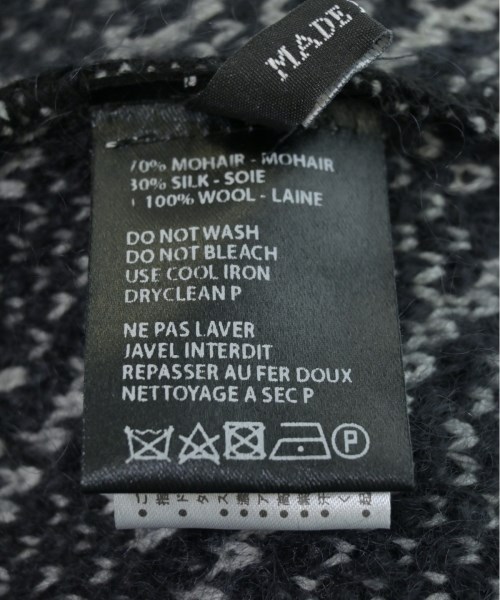 MADE
70% MOHAIR - MOHAIR
30% SILK - SOIE
100% WOOL - LAINE
DO NOT WASH
DO NOT BLEACH
USE COOL IRON
DRYCLEAN P
NE PAS LAVER
JAVEL INTERDIT
REPASSER AU FER DOUX
NETTOYAGE A SEC P
P